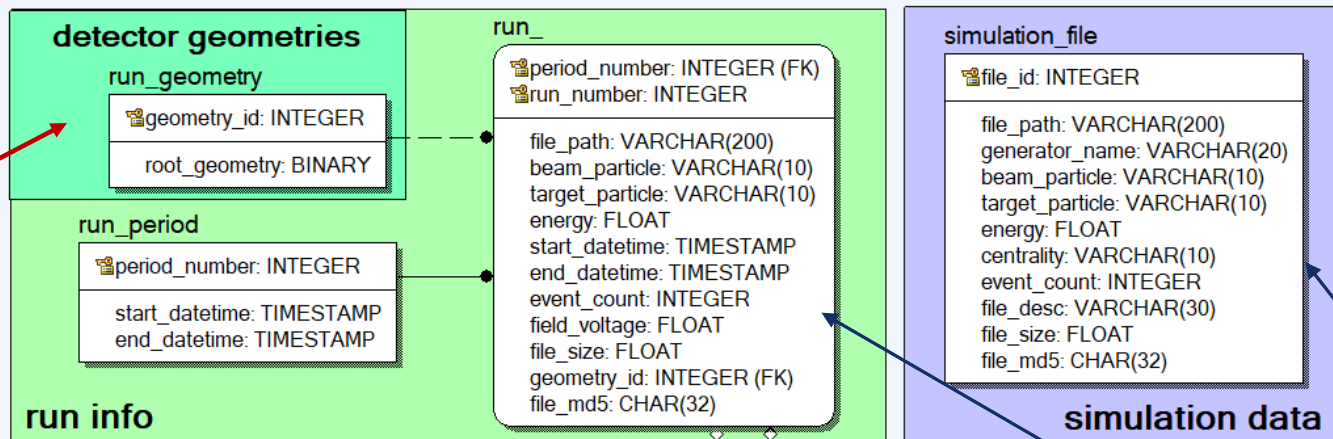 detector geometries
run_geometry
geometry_id: INTEGER
root_geometry: BINARY
run_period
period_number: INTEGER
start_datetime: TIMESTAMP
end_datetime: TIMESTAMP
run info
run_
period_number: INTEGER (FK)
run_number: INTEGER
file_path: VARCHAR(200)
beam_particle: VARCHAR(10)
target_particle: VARCHAR(10)
energy: FLOAT
start_datetime: TIMESTAMP
end_datetime: TIMESTAMP
event_count: INTEGER
field_voltage: FLOAT
file_size: FLOAT
geometry_id: INTEGER (FK)
file_md5: CHAR(32)
simulation_file
file_id: INTEGER
file_path: VARCHAR(200)
generator_name: VARCHAR(20)
beam_particle: VARCHAR(10)
target_particle: VARCHAR(10)
energy: FLOAT
centrality: VARCHAR(10)
event_count: INTEGER
file_desc: VARCHAR(30)
file_size: FLOAT
file_md5: CHAR(32)
simulation data